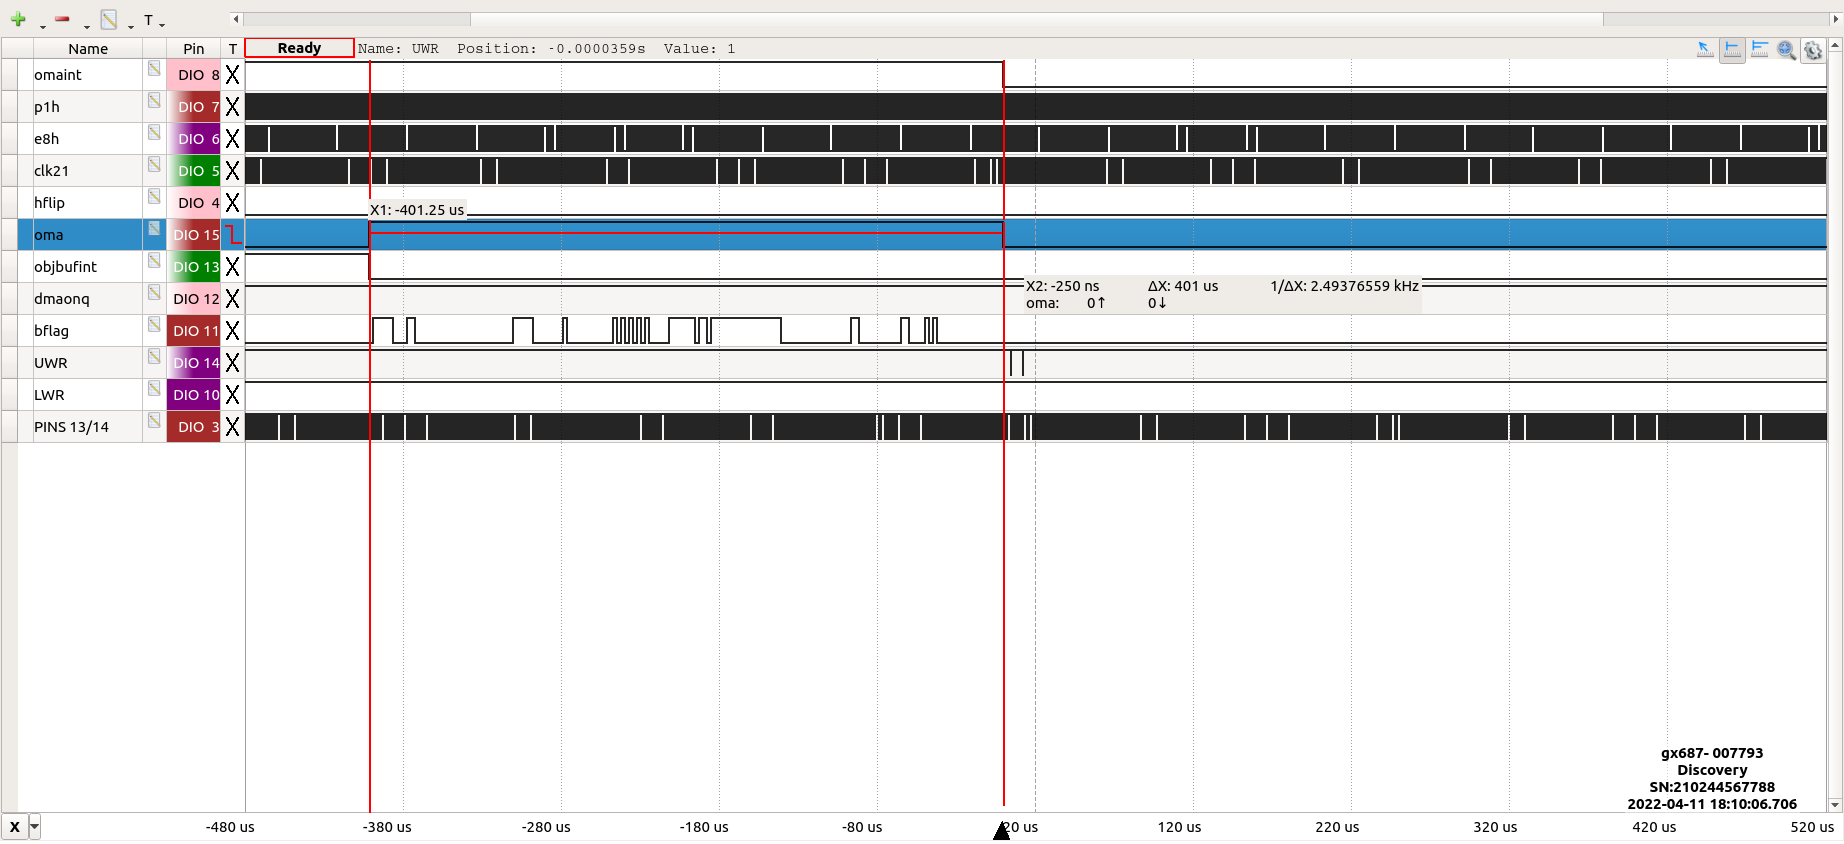 T
Name Pin T Ready Name: UWR Position: -0.0000359s Value: 1
omaint DIO 8 X
p1h DIO 7 X
e8h DIO 6 X
clk21 DIO 5 X
hflip DIO 4 X
X1: -401.25 us
oma DIO 15
objbufint DIO 13 X
X2: -250 ns ΔX: 401 us 1/ΔX: 2.49376559 kHz
oma: 0↑ 0↓
dmaonq DIO 12 X
bflag DIO 11 X
UWR DIO 14 X
LWR DIO 10 X
PINS 13/14 DIO 3 X
gx687- 007793
Discovery
SN:210244567788
2022-04-11 18:10:06.706
X -480 us -380 us -280 us -180 us -80 us 20 us 120 us 220 us 320 us 420 us 520 us